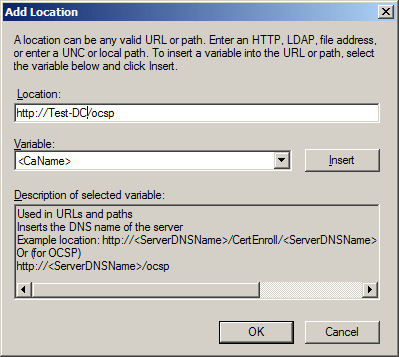 Add Location
A location can be any valid URL or path. Enter an HTTP, LDAP, file address,
or enter a UNC or local path. To insert a variable into the URL or path, select
the variable below and click Insert.
Location:
http://Test-DC/ocsp
Variable:
<CaName>
Insert
Description of selected variable:
Used in URLs and paths
Inserts the DNS name of the server
Example location: http://<ServerDNSName>/CertEnroll/<ServerDNSName>
Or (for OCSP)
http://<ServerDNSName>/ocsp
OK
Cancel